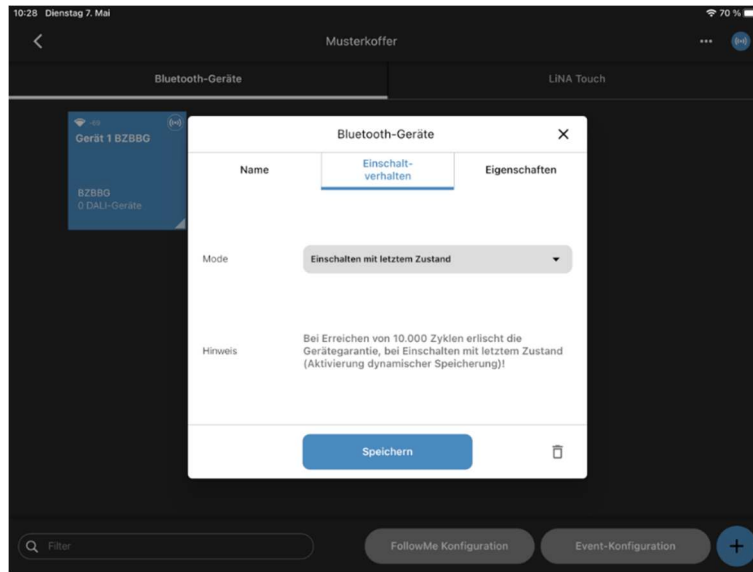 10:28 Dienstag 7. Mai
70 %
Musterkoffer
Bluetooth-Geräte
LiNA Touch
Gerät 1 BZBBG
BZBBG
0 DALI-Geräte
Bluetooth-Geräte
Name
Einschalt-
verhalten
Eigenschaften
Mode
Einschalten mit letztem Zustand
Hinweis
Bei Erreichen von 10.000 Zyklen erlischt die
Gerätegarantie, bei Einschalten mit letztem Zustand
(Aktivierung dynamischer Speicherung)!
Speichern
Filter
FollowMe Konfiguration
Event-Konfiguration